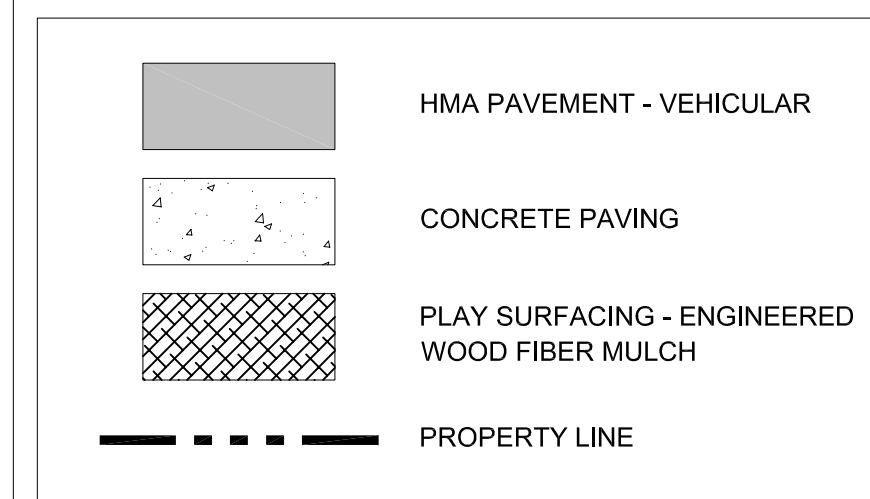 HMA PAVEMENT - VEHICULAR
CONCRETE PAVING
PLAY SURFACING - ENGINEERED
WOOD FIBER MULCH
PROPERTY LINE